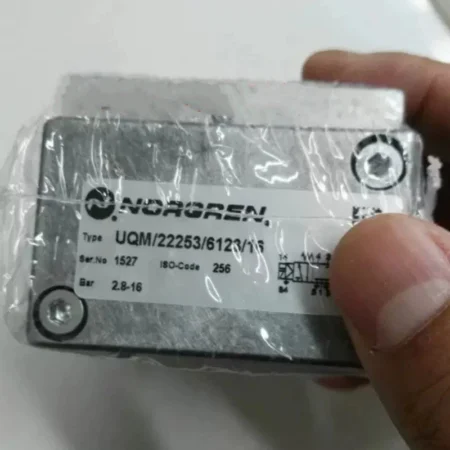 NORGREN
Type UQM/22253/6123/16
Ser.No 1527 ISO-Code 256
Bar 2.8-16